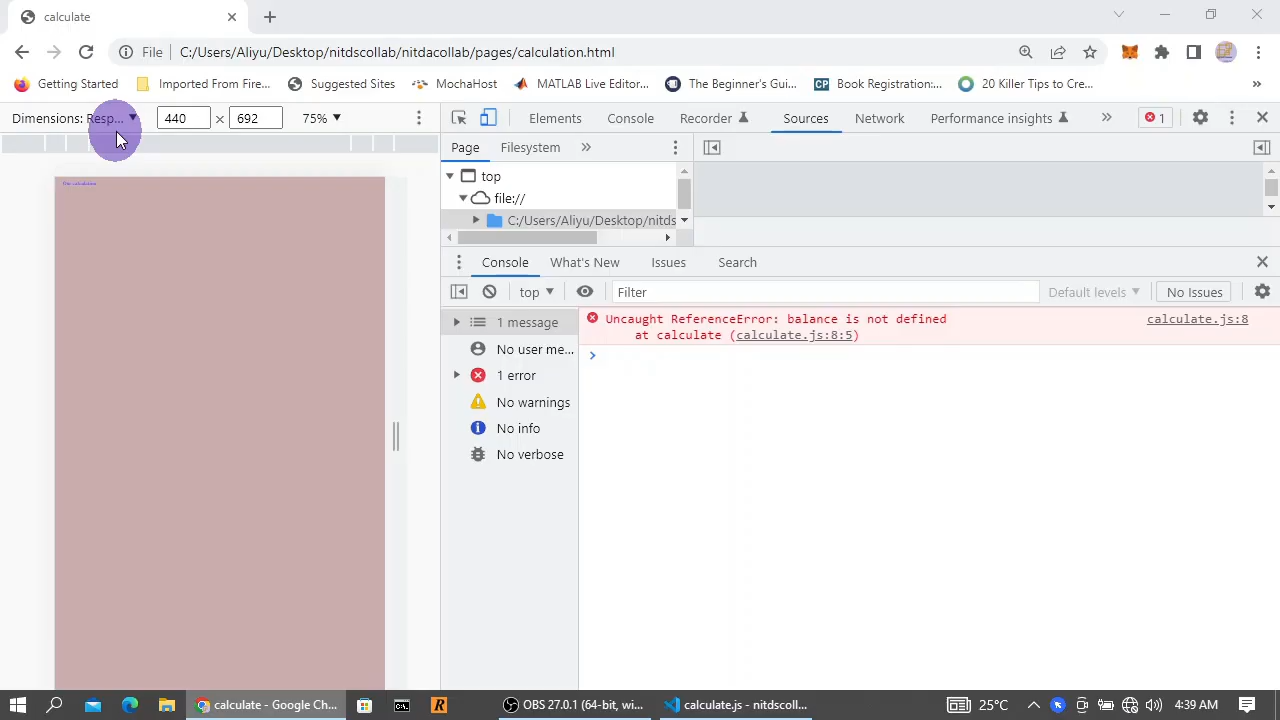 calculate
File
C:/Users/Aliyu/Desktop/nitdscollab/nitdacollab/pages/calculation.html
Getting Started
Imported From Fire...
Suggested Sites
MochaHost
MATLAB Live Editor...
The Beginner's Gui...
CP Book Registration:...
20 Killer Tips to Cre...
»
Dimensions: Resp... 440 × 692 75%
Elements Console Recorder Sources Network Performance insights » 1
Page Filesystem »
top
file://
C:/Users/Aliyu/Desktop/nitds
Our calculation
Console What's New Issues Search
top Filter Default levels No Issues
1 message
No user me...
1 error
No warnings
No info
No verbose
Uncaught ReferenceError: balance is not defined calculate.js:8
at calculate (calculate.js:8:5)
calculate - Google Ch...
OBS 27.0.1 (64-bit, wi...
calculate.js - nitdscoll...
25°C
4:39 AM